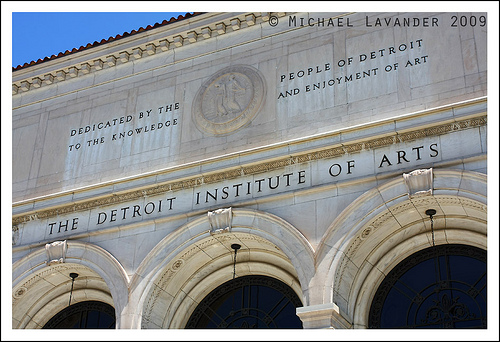 © Michael Lavander 2009
DEDICATED BY THE
TO THE KNOWLEDGE
PEOPLE OF DETROIT
AND ENJOYMENT OF ART
THE DETROIT INSTITUTE OF ARTS